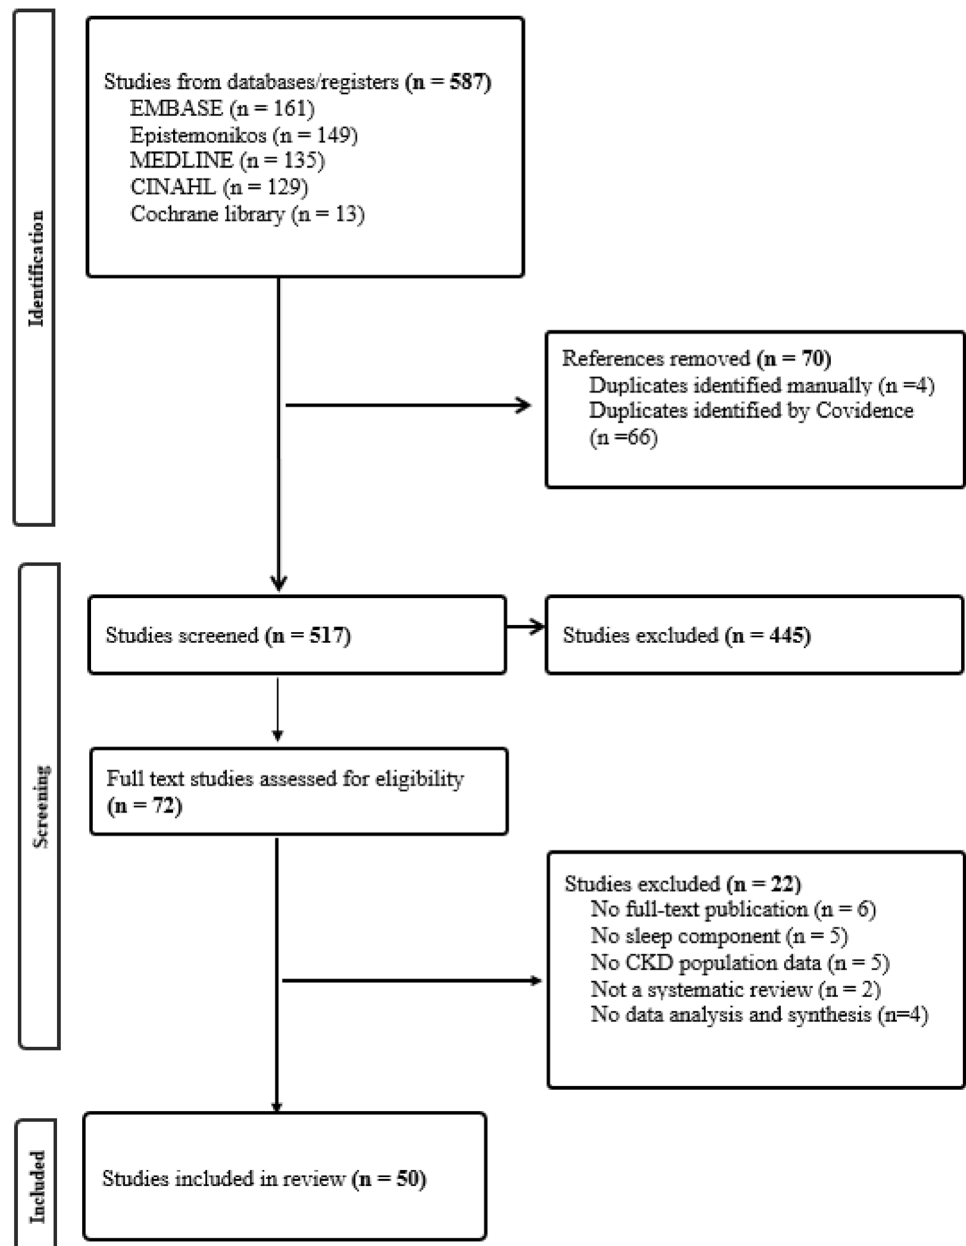 Identification
Studies from databases/registers (n = 587)
EMBASE (n = 161)
Epistemonikos (n = 149)
MEDLINE (n = 135)
CINAHL (n = 129)
Cochrane library (n = 13)
References removed (n = 70)
Duplicates identified manually (n =4)
Duplicates identified by Covidence
(n =66)
Screening
Studies screened (n = 517)
Studies excluded (n = 445)
Full text studies assessed for eligibility
(n = 72)
Studies excluded (n = 22)
No full-text publication (n = 6)
No sleep component (n = 5)
No CKD population data (n = 5)
Not a systematic review (n = 2)
No data analysis and synthesis (n=4)
Included
Studies included in review (n = 50)